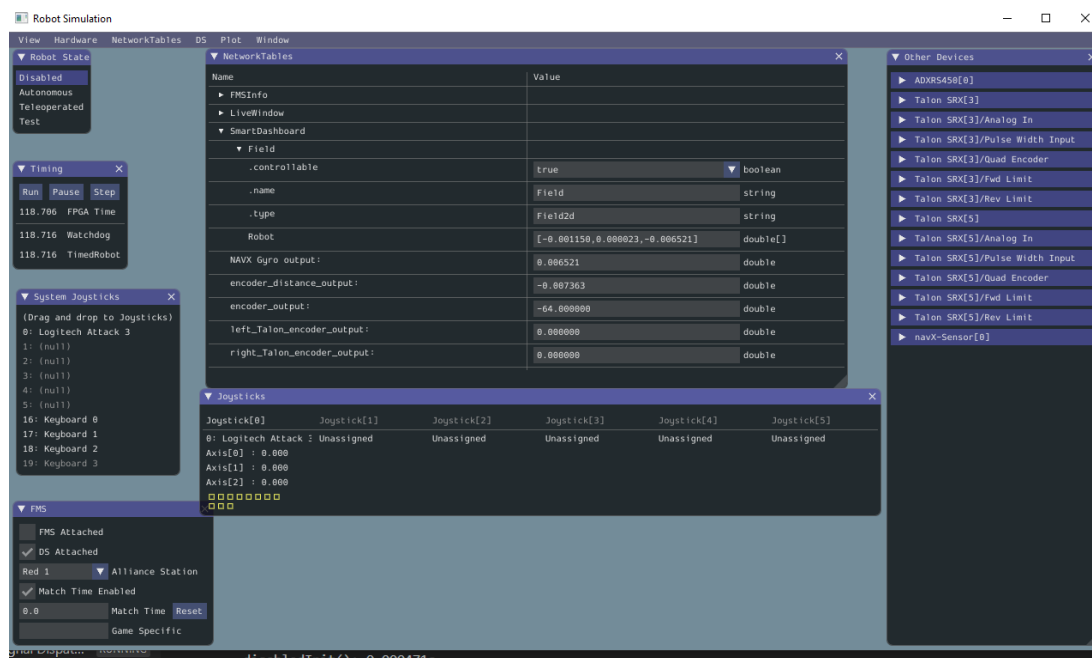 Robot Simulation
View Hardware NetworkTables DS Plot Window
Robot State
Disabled
Autonomous
Teleoperated
Test
Timing
Run Pause Step
118.706 FPGA Time
118.716 Watchdog
118.716 TimedRobot
System Joysticks
(Drag and drop to Joysticks)
0: Logitech Attack 3
1: (null)
2: (null)
3: (null)
4: (null)
5: (null)
16: Keyboard 0
17: Keyboard 1
18: Keyboard 2
19: Keyboard 3
FMS
FMS Attached
DS Attached
Red 1 Alliance Station
Match Time Enabled
0.0 Match Time Reset
Game Specific
NetworkTables
Name Value
FMSInfo
LiveWindow
SmartDashboard
Field
.controllable true boolean
.name Field string
.type Field2d string
Robot [-0.001150,0.000023,-0.006521] double[]
NAVX Gyro output: 0.006521 double
encoder_distance_output: -0.007363 double
encoder_output: -64.000000 double
left_Talon_encoder_output: 0.000000 double
right_Talon_encoder_output: 0.000000 double
Joysticks
Joystick[0] Joystick[1] Joystick[2] Joystick[3] Joystick[4] Joystick[5]
0: Logitech Attack 3 Unassigned Unassigned Unassigned Unassigned Unassigned
Axis[0] : 0.000
Axis[1] : 0.000
Axis[2] : 0.000
Other Devices
ADXRS450[0]
Talon SRX[3]
Talon SRX[3]/Analog In
Talon SRX[3]/Pulse Width Input
Talon SRX[3]/Quad Encoder
Talon SRX[3]/Fwd Limit
Talon SRX[3]/Rev Limit
Talon SRX[5]
Talon SRX[5]/Analog In
Talon SRX[5]/Pulse Width Input
Talon SRX[5]/Quad Encoder
Talon SRX[5]/Fwd Limit
Talon SRX[5]/Rev Limit
navX-Sensor[0]